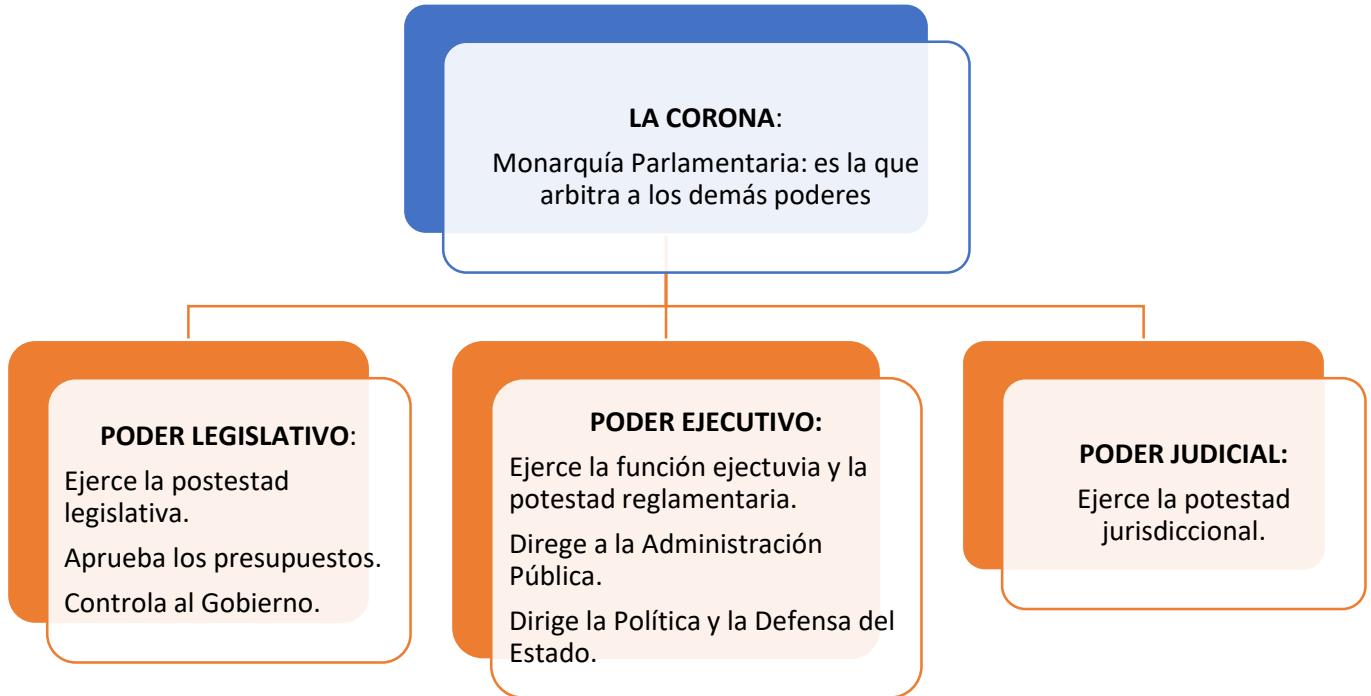 LA CORONA:
Monarquía Parlamentaria: es la que
arbitra a los demás poderes
PODER LEGISLATIVO:
Ejerce la postestad
legislativa.
Aprueba los presupuestos.
Controla al Gobierno.
PODER EJECUTIVO:
Ejerce la función ejectuvia y la
potestad reglamentaria.
Direge a la Administración
Pública.
Dirige la Política y la Defensa del
Estado.
PODER JUDICIAL:
Ejerce la potestad
jurisdiccional.